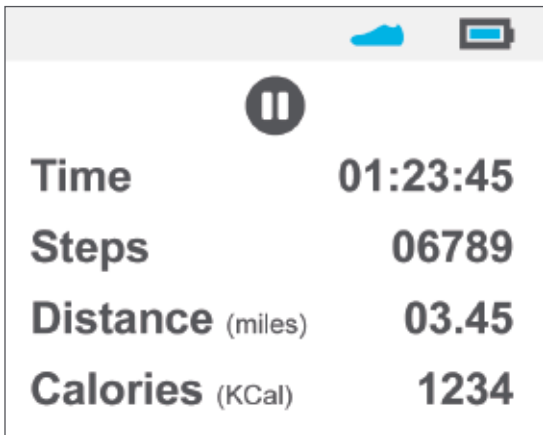 Time 01:23:45
Steps 06789
Distance (miles) 03.45
Calories (KCal) 1234